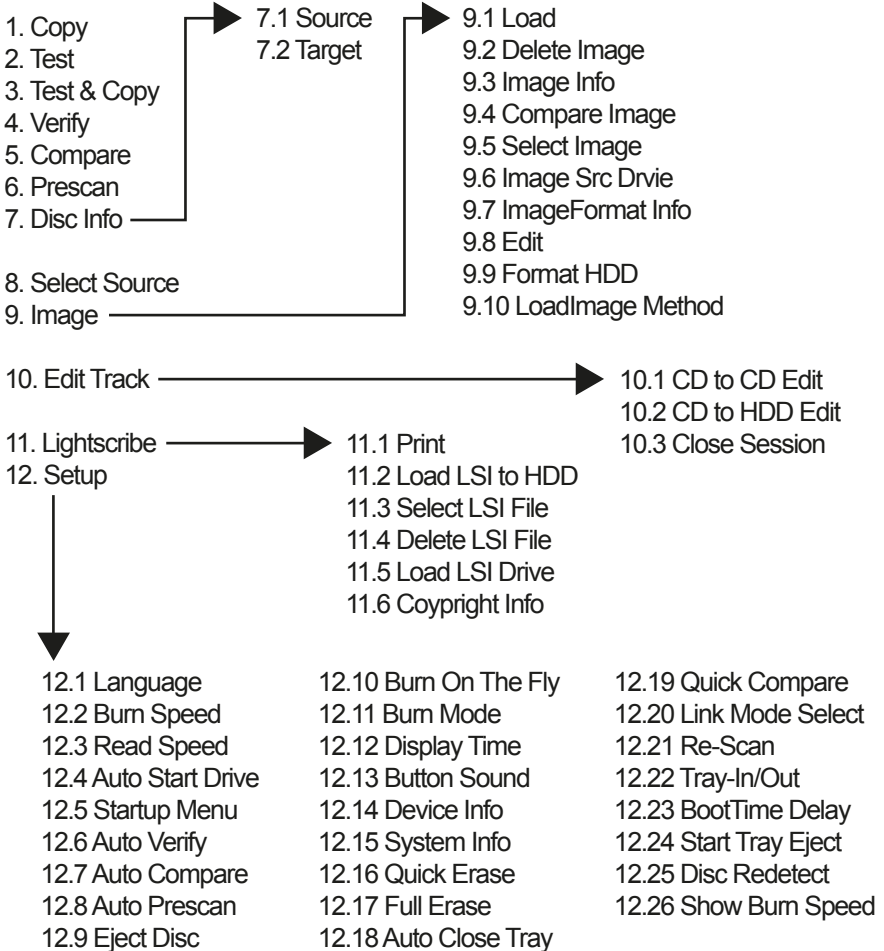 1. Copy
2. Test
3. Test & Copy
4. Verify
5. Compare
6. Prescan
7. Disc Info
7.1 Source
7.2 Target
8. Select Source
9. Image
9.1 Load
9.2 Delete Image
9.3 Image Info
9.4 Compare Image
9.5 Select Image
9.6 Image Src Drvie
9.7 ImageFormat Info
9.8 Edit
9.9 Format HDD
9.10 LoadImage Method
10. Edit Track
10.1 CD to CD Edit
10.2 CD to HDD Edit
10.3 Close Session
11. Lightscribe
12. Setup
11.1 Print
11.2 Load LSI to HDD
11.3 Select LSI File
11.4 Delete LSI File
11.5 Load LSI Drive
11.6 Coypright Info
12.1 Language
12.2 Burn Speed
12.3 Read Speed
12.4 Auto Start Drive
12.5 Startup Menu
12.6 Auto Verify
12.7 Auto Compare
12.8 Auto Prescan
12.9 Eject Disc
12.10 Burn On The Fly
12.11 Burn Mode
12.12 Display Time
12.13 Button Sound
12.14 Device Info
12.15 System Info
12.16 Quick Erase
12.17 Full Erase
12.18 Auto Close Tray
12.19 Quick Compare
12.20 Link Mode Select
12.21 Re-Scan
12.22 Tray-In/Out
12.23 BootTime Delay
12.24 Start Tray Eject
12.25 Disc Redetect
12.26 Show Burn Speed